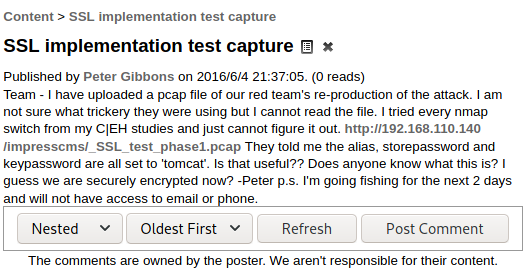 Content > SSL implementation test capture
SSL implementation test capture
Published by Peter Gibbons on 2016/6/4 21:37:05. (0 reads)
Team - I have uploaded a pcap file of our red team's re-production of the attack. I am
not sure what trickery they were using but I cannot read the file. I tried every nmap
switch from my C|EH studies and just cannot figure it out. http://192.168.110.140
/impresscms/_SSL_test_phase1.pcap They told me the alias, storepassword and
keypassword are all set to 'tomcat'. Is that useful?? Does anyone know what this is? I
guess we are securely encrypted now? -Peter p.s. I'm going fishing for the next 2 days
and will not have access to email or phone.
Nested Oldest First Refresh Post Comment
The comments are owned by the poster. We aren't responsible for their content.